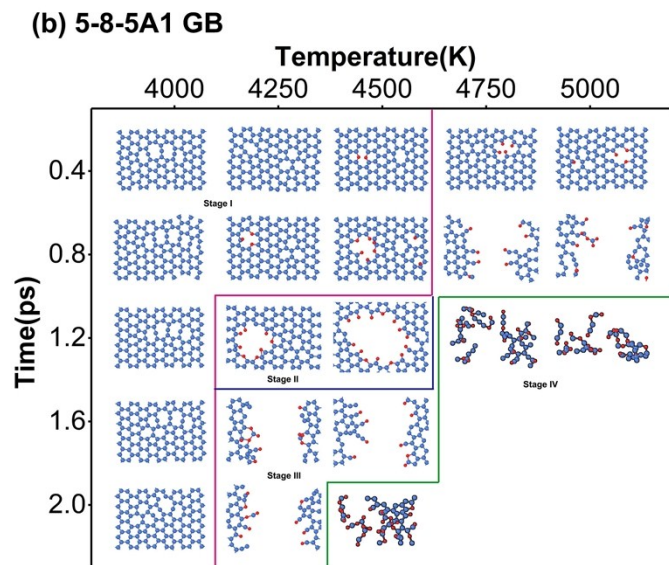 (b) 5-8-5A1 GB
Temperature(K)
4000 4250 4500 4750 5000
Time(ps)
0.4
Stage I
0.8
1.2
Stage II
Stage IV
1.6
Stage III
2.0